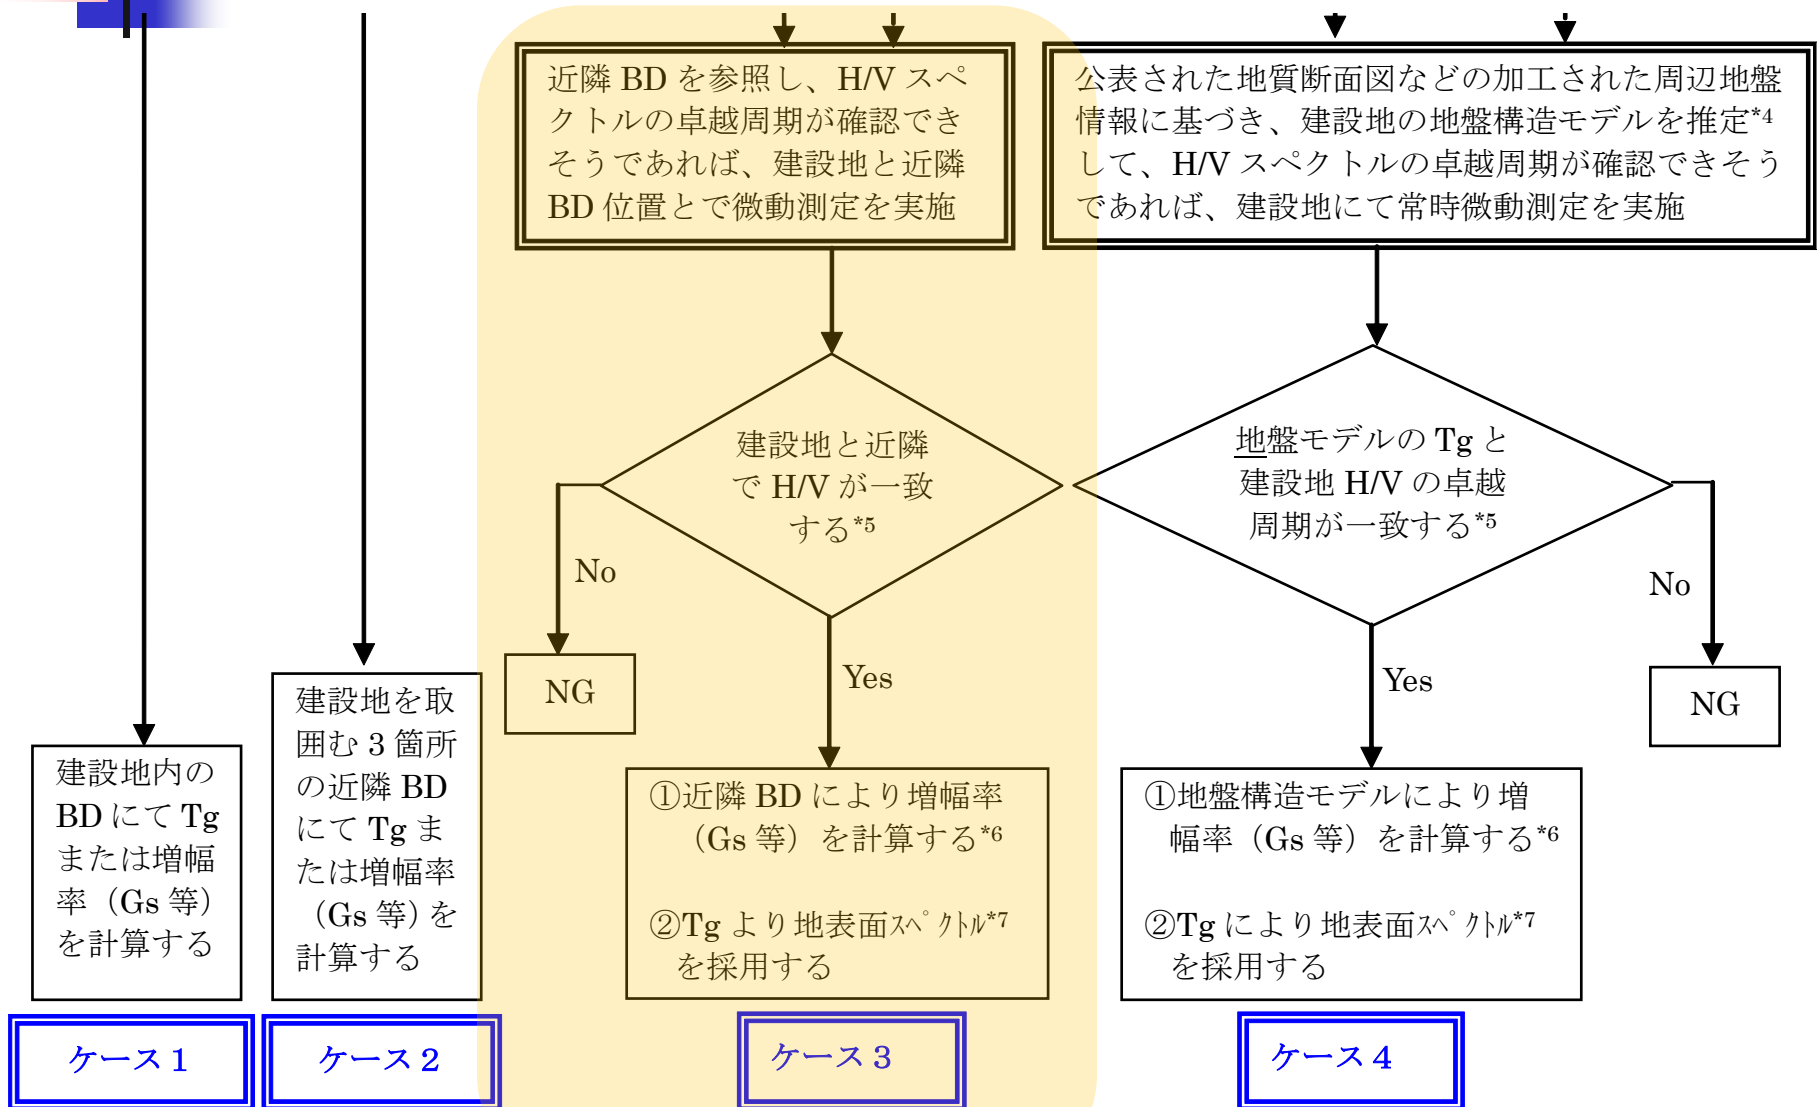 近隣 BD を参照し、H/V スペ
クトルの卓越周期が確認でき
そうであれば、建設地と近隣
BD 位置とで微動測定を実施
公表された地質断面図などの加工された周辺地盤
情報に基づき、建設地の地盤構造モデルを推定*4
して、H/V スペクトルの卓越周期が確認できそう
であれば、建設地にて常時微動測定を実施
建設地と近隣
で H/V が一致
する*5
地盤モデルの Tg と
建設地 H/V の卓越
周期が一致する*5
No
NG
Yes
No
NG
Yes
建設地内の
BD にて Tg
または増幅
率（Gs 等）
を計算する
建設地を取
囲む 3 箇所
の近隣 BD
にて Tg ま
たは増幅率
（Gs 等）を
計算する
①近隣 BD により増幅率
（Gs 等）を計算する*6
②Tg より地表面ｽﾍﾟｸﾄﾙ*7
を採用する
①地盤構造モデルにより増
幅率（Gs 等）を計算する*6
②Tg により地表面ｽﾍﾟｸﾄﾙ*7
を採用する
ケース１
ケース２
ケース３
ケース４